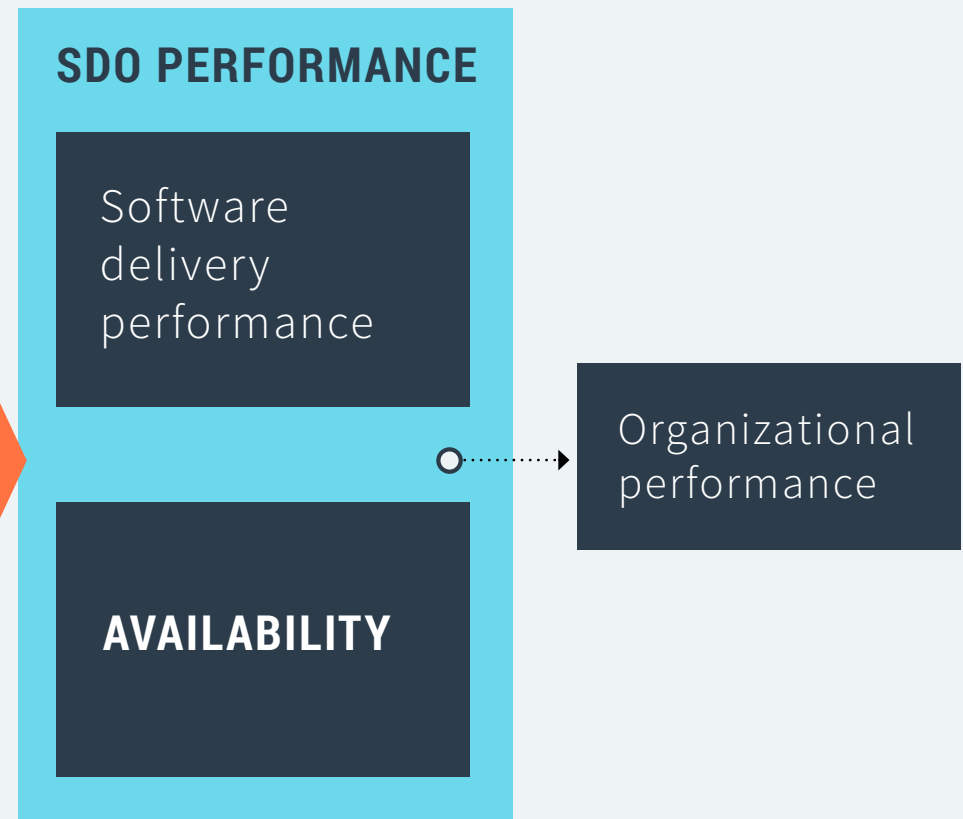 SDO PERFORMANCE
Software
delivery
performance
Organizational
performance
AVAILABILITY